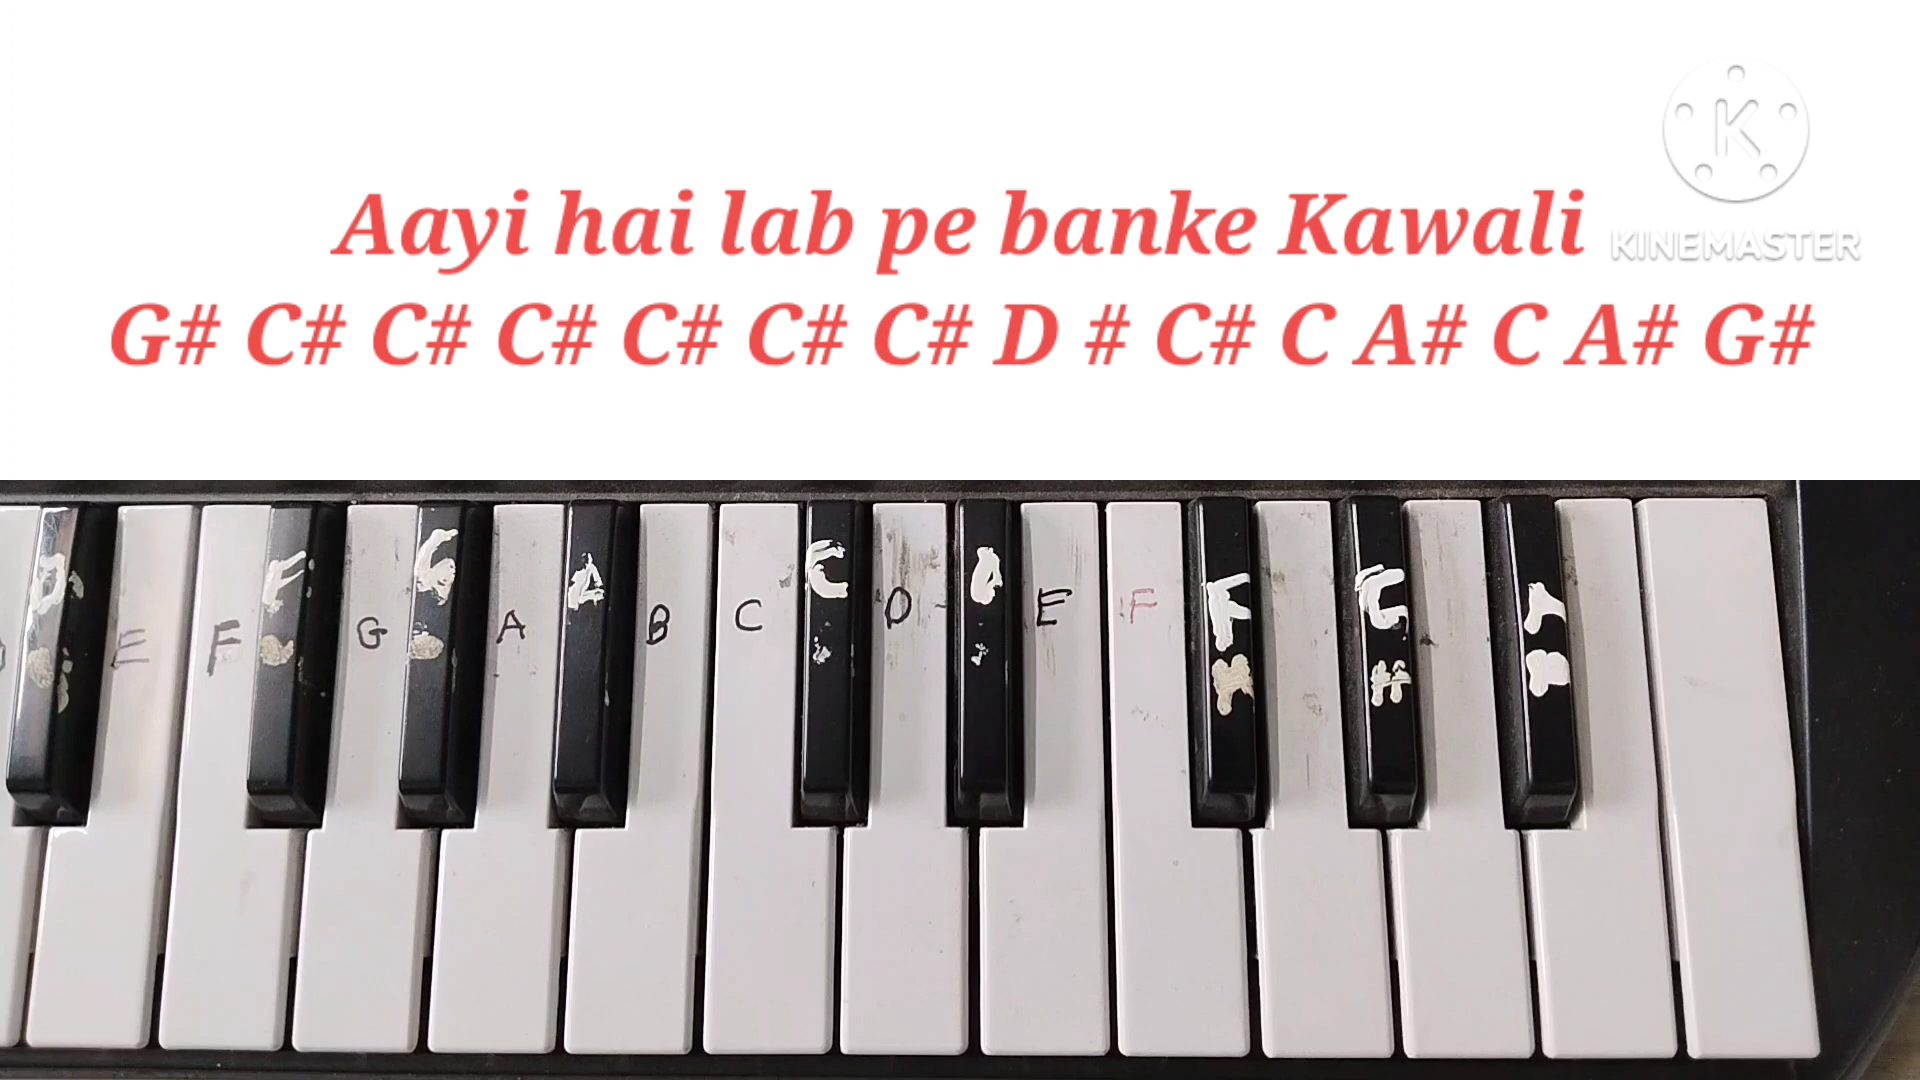 KINEMASTER
Aayi hai lab pe banke Kawali
G# C# C# C# C# C# C# D # C# C A# C A# G#
E F G A B C D E F